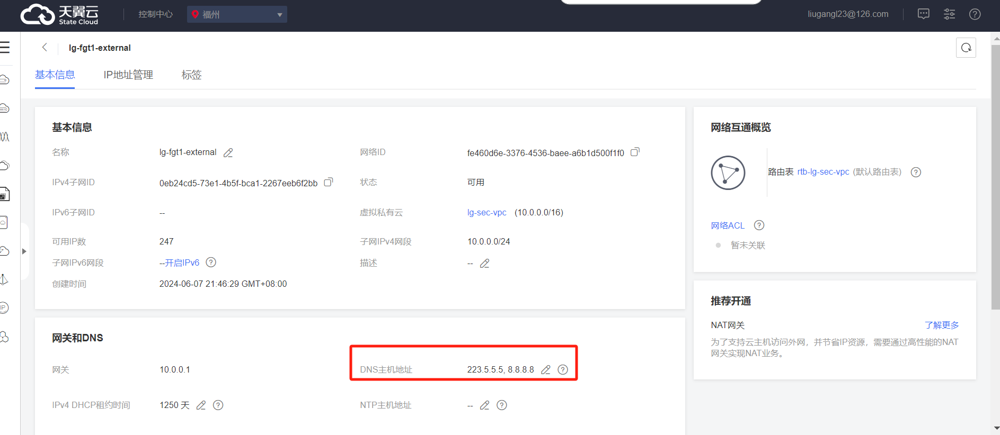 天翼云
State Cloud
控制中心
福州
liugangl23@126.com
lg-fgt1-external
基本信息
IP地址管理
标签
基本信息
名称
lg-fgt1-external
网络ID
fe460d6e-3376-4536-baee-a6b1d500f1f0
IPv4子网ID
0eb24cd5-73e1-4b5f-bca1-2267eeb6f2bb
状态
可用
IPv6子网ID
--
虚拟私有云
lg-sec-vpc (10.0.0.0/16)
可用IP数
247
子网IPv4网段
10.0.0.0/24
子网IPv6网段
--开启IPv6
描述
--
创建时间
2024-06-07 21:46:29 GMT+08:00
网关和DNS
网关
10.0.0.1
DNS主机地址
223.5.5.5, 8.8.8.8
IPv4 DHCP租约时间
1250 天
NTP主机地址
--
网络互通概览
路由表 rtb-lg-sec-vpc (默认路由表)
网络ACL
暂未关联
推荐开通
NAT网关
了解更多
为了支持云主机访问外网，并节省IP资源，需要通过高性能的NAT
网关实现NAT业务。
IP